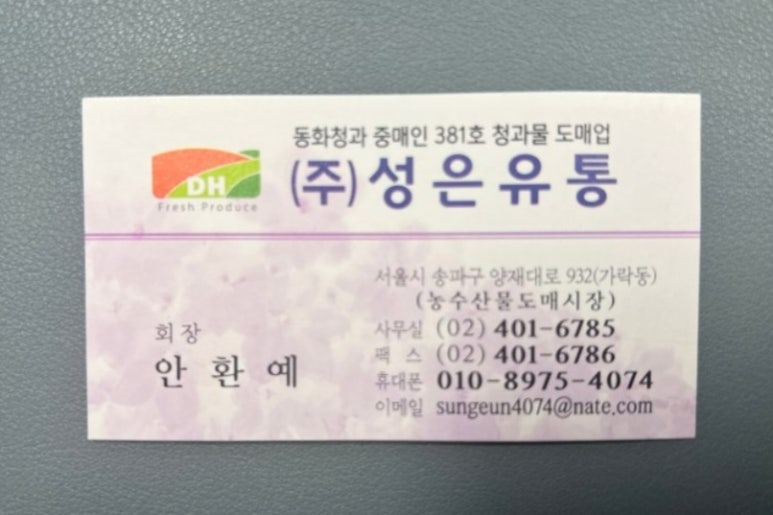 동화청과 중매인 381호 청과물 도매업
DH
Fresh Produce
(주)성은유통
서울시 송파구 양재대로 932(가락동)
(농수산물도매시장)
회장
안환예
사무실 (02) 401-6785
팩스 (02) 401-6786
휴대폰 010-8975-4074
이메일 sungeun4074@nate.com